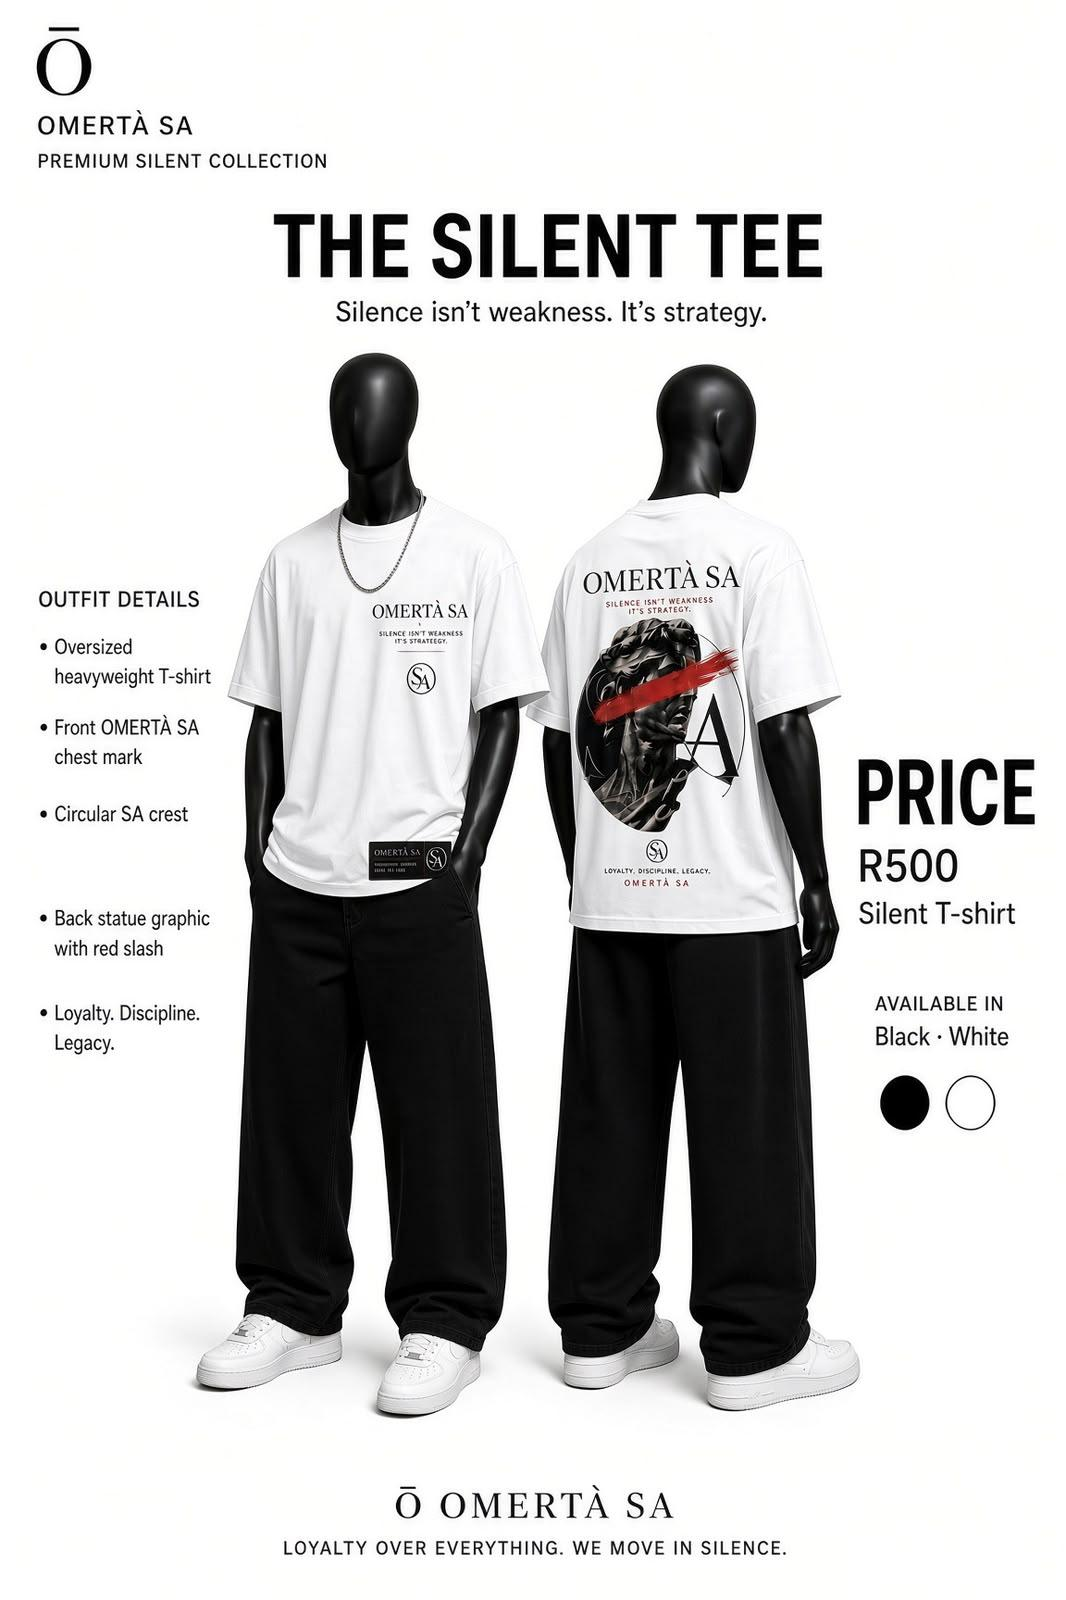 Ō
OMERTÀ SA
PREMIUM SILENT COLLECTION
THE SILENT TEE
Silence isn't weakness. It's strategy.
OUTFIT DETAILS
• Oversized
heavyweight T-shirt
• Front OMERTÀ SA
chest mark
• Circular SA crest
• Back statue graphic
with red slash
• Loyalty. Discipline.
Legacy.
OMERTÀ SA
SILENCE ISN'T WEAKNESS
IT'S STRATEEGY.
SA
OMERTÀ SA
SA
OMERTÀ SA
SILENCE ISN'T WEAKNESS
IT'S STRATEGY.
A
SA
LOYALTY, DISCIPLINE. LEGACY.
OMERTÀ SA
PRICE
R500
Silent T-shirt
AVAILABLE IN
Black · White
Ō OMERTÀ SA
LOYALTY OVER EVERYTHING. WE MOVE IN SILENCE.